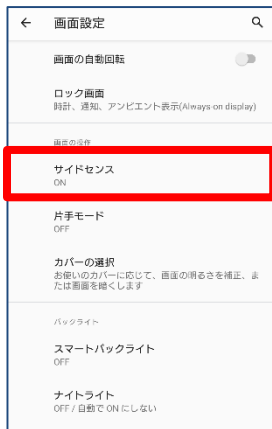 画面設定
画面の自動回転
ロック画面
時計、通知、アンビエント表示(Always-on display)
画面の操作
サイドセンス
ON
片手モード
OFF
カバーの選択
お使いのカバーに応じて、画面の明るさを補正、ま
たは画面を暗くします
バックライト
スマートバックライト
OFF
ナイトライト
OFF / 自動で ON にしない